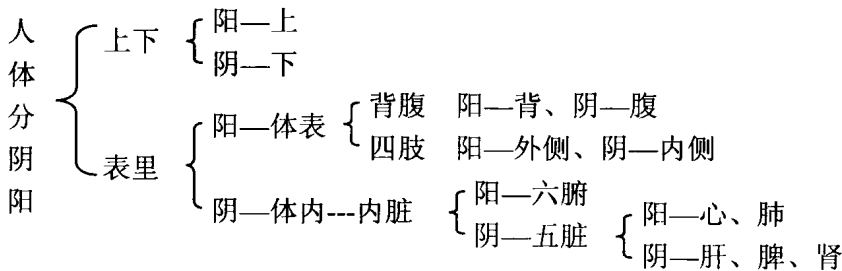 人体分阴阳
上下
阳—上
阴—下
表里
阳—体表
背腹 阳—背、阴—腹
四肢 阳—外侧、阴—内侧
阴—体内---内脏
阳—六腑
阴—五脏
阳—心、肺
阴—肝、脾、肾